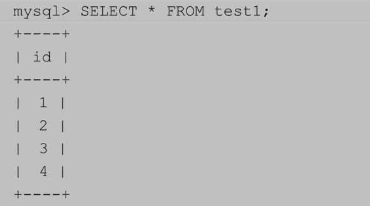 mysql> SELECT * FROM test1;
+----+
| id |
+----+
|  1 |
|  2 |
|  3 |
|  4 |
+----+